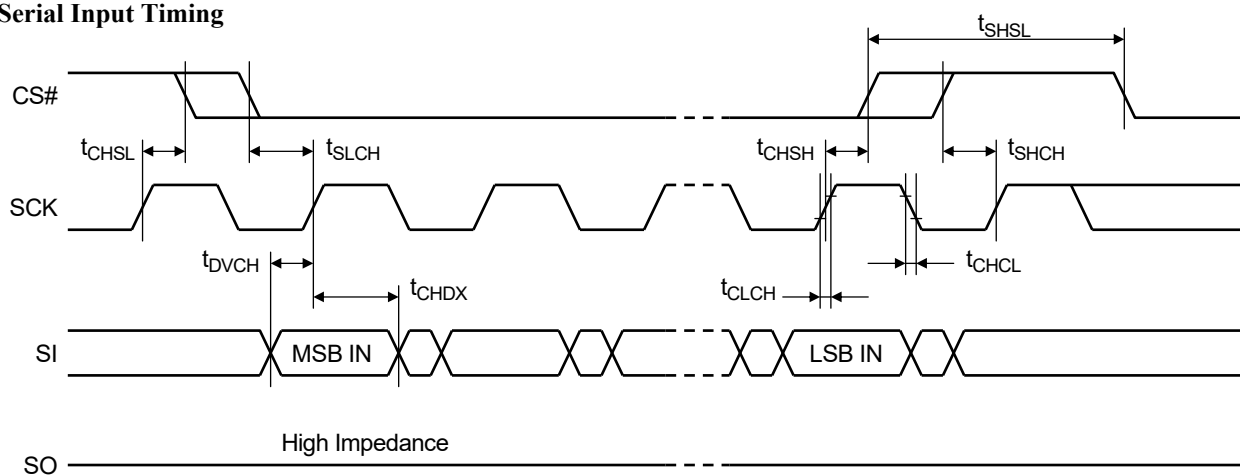 Serial Input Timing
tSHSL
CS#
tCHSL
tSLCH
tCHSH
tSHCH
SCK
tDVCH
tCHDX
tCLCH
tCHCL
SI
MSB IN
LSB IN
High Impedance
SO